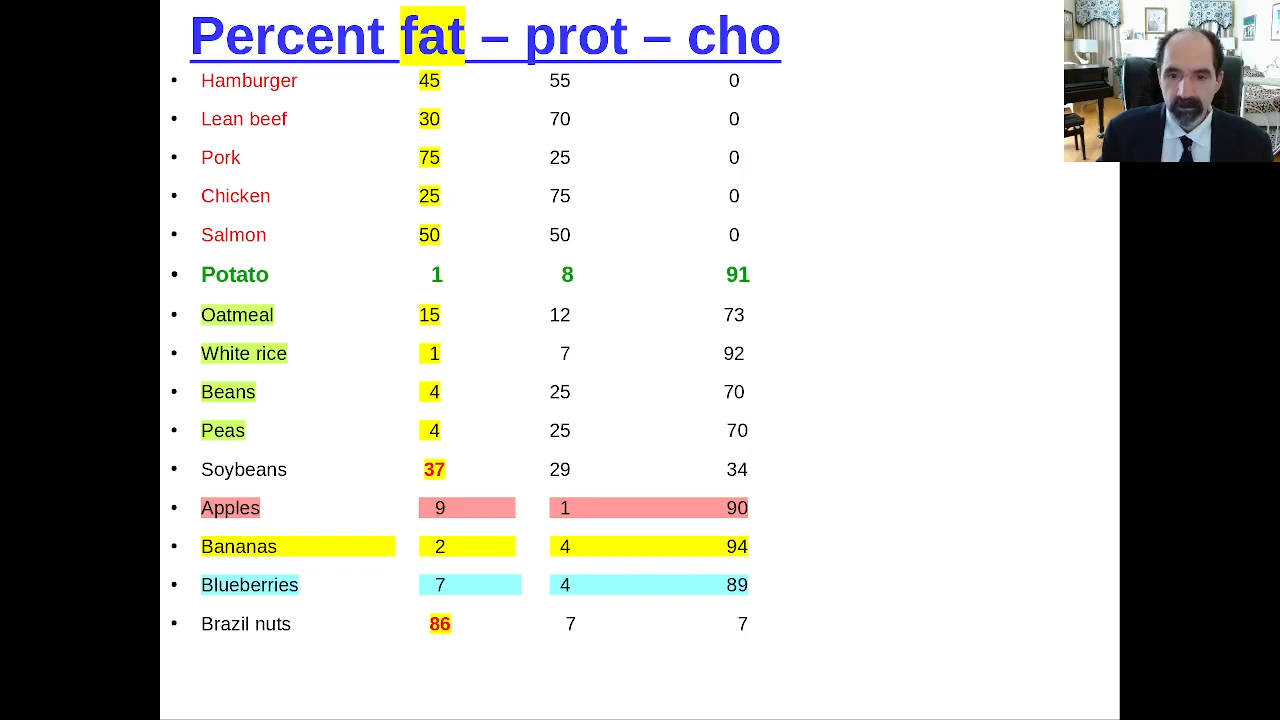 Percent fat – prot – cho
• Hamburger 45 55 0
• Lean beef 30 70 0
• Pork 75 25 0
• Chicken 25 75 0
• Salmon 50 50 0
• Potato 1 8 91
• Oatmeal 15 12 73
• White rice 1 7 92
• Beans 4 25 70
• Peas 4 25 70
• Soybeans 37 29 34
• Apples 9 1 90
• Bananas 2 4 94
• Blueberries 7 4 89
• Brazil nuts 86 7 7